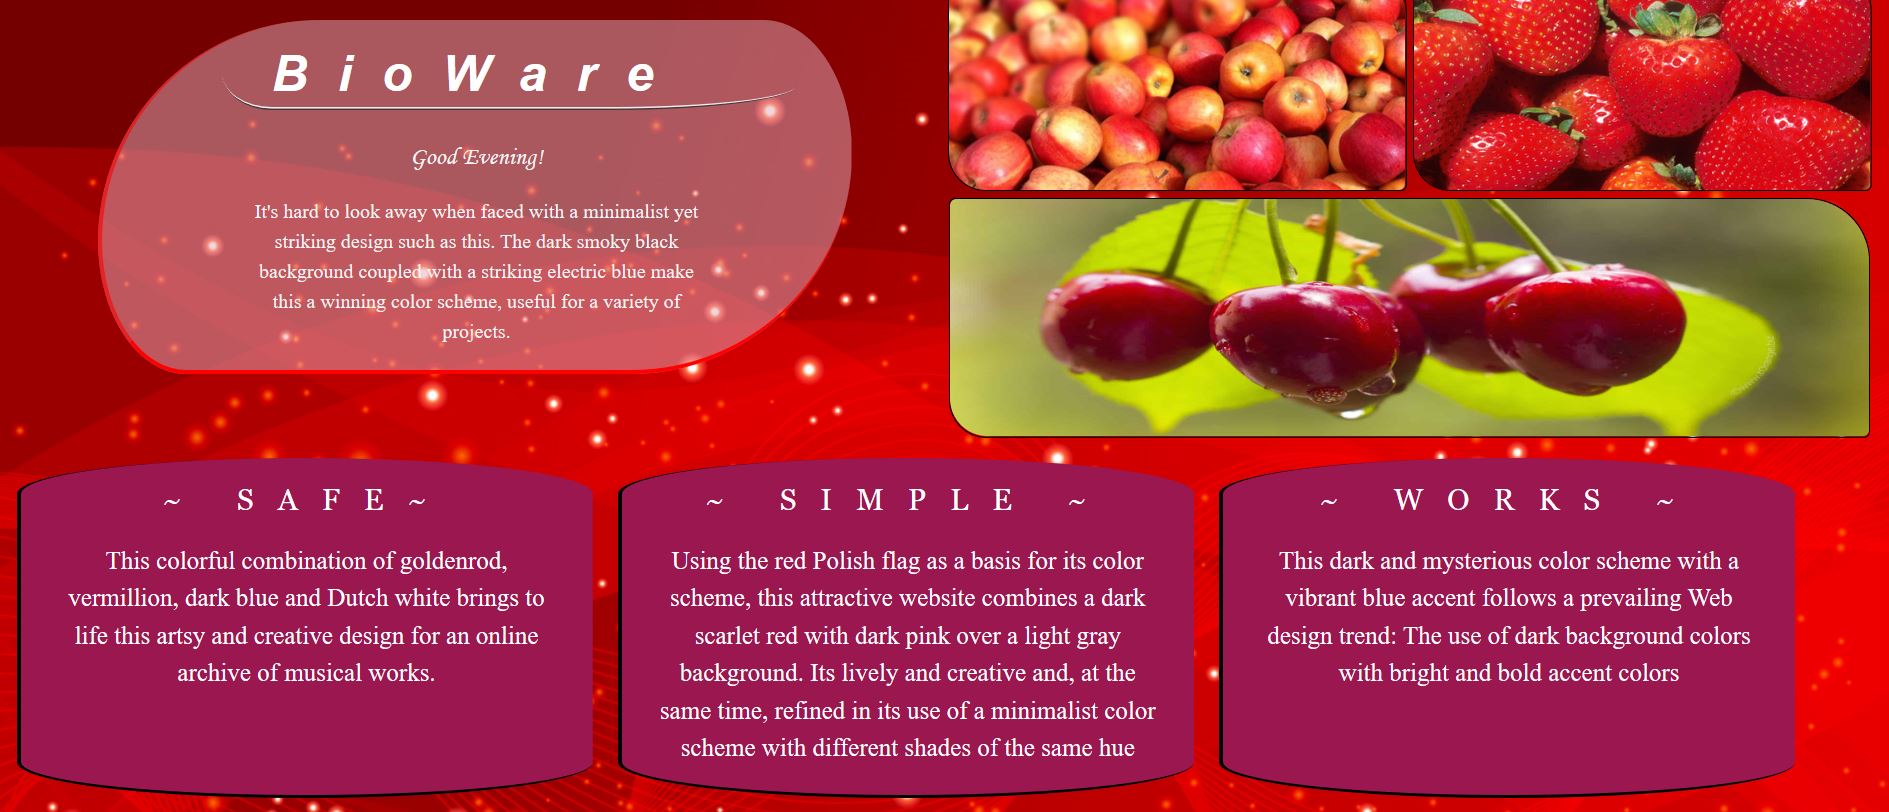 BioWare
Good Evening!
It's hard to look away when faced with a minimalist yet
striking design such as this. The dark smoky black
background coupled with a striking electric blue make
this a winning color scheme, useful for a variety of
projects.
~ SAFE ~
This colorful combination of goldenrod,
vermillion, dark blue and Dutch white brings to
life this artsy and creative design for an online
archive of musical works.
~ SIMPLE ~
Using the red Polish flag as a basis for its color
scheme, this attractive website combines a dark
scarlet red with dark pink over a light gray
background. Its lively and creative and, at the
same time, refined in its use of a minimalist color
scheme with different shades of the same hue
~ WORKS ~
This dark and mysterious color scheme with a
vibrant blue accent follows a prevailing Web
design trend: The use of dark background colors
with bright and bold accent colors